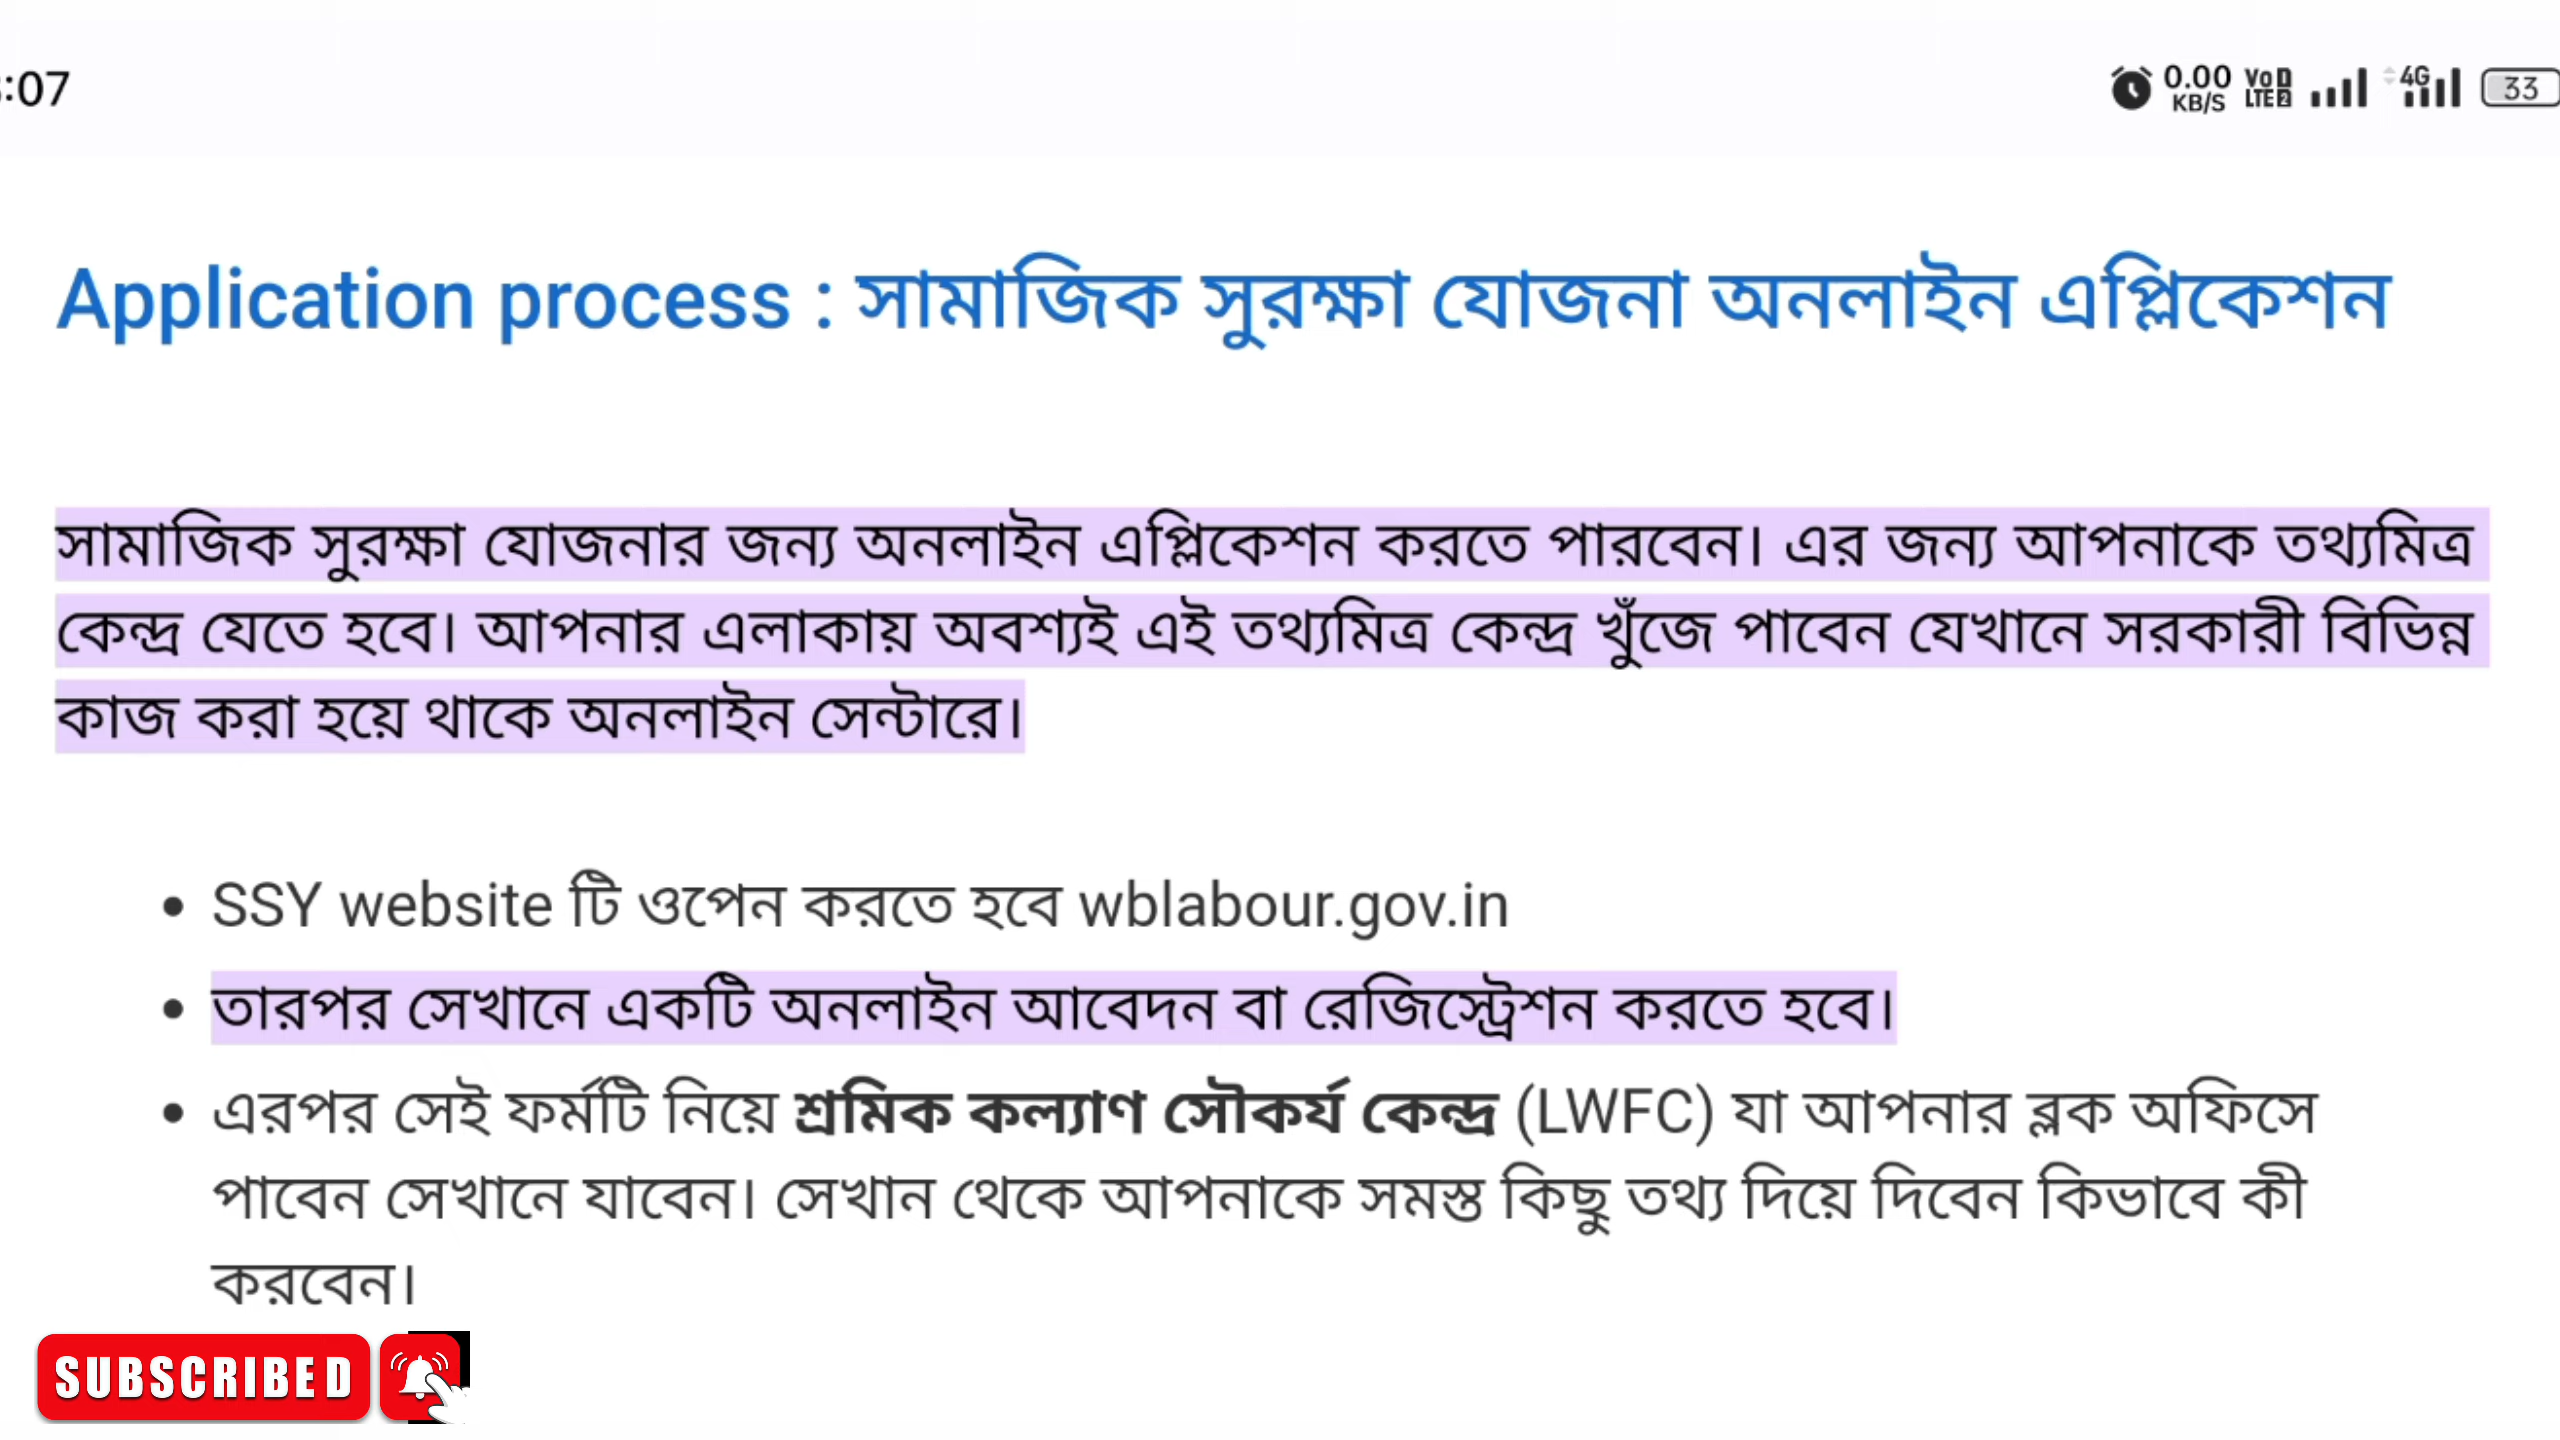 :07 0.00 KB/S Vo LTE 2 4G 33
Application process : সামাজিক সুরক্ষা যোজনা অনলাইন এপ্লিকেশন
সামাজিক সুরক্ষা যোজনার জন্য অনলাইন এপ্লিকেশন করতে পারবেন। এর জন্য আপনাকে তথ্যমিত্র
কেন্দ্র যেতে হবে। আপনার এলাকায় অবশ্যই এই তথ্যমিত্র কেন্দ্র খুঁজে পাবেন যেখানে সরকারী বিভিন্ন
কাজ করা হয়ে থাকে অনলাইন সেন্টারে।
• SSY website টি ওপেন করতে হবে wblabour.gov.in
• তারপর সেখানে একটি অনলাইন আবেদন বা রেজিস্ট্রেশন করতে হবে।
• এরপর সেই ফর্মটি নিয়ে শ্রমিক কল্যাণ সৌকর্য কেন্দ্র (LWFC) যা আপনার ব্লক অফিসে
পাবেন সেখানে যাবেন। সেখান থেকে আপনাকে সমস্ত কিছু তথ্য দিয়ে দিবেন কিভাবে কী
করবেন।
SUBSCRIBED